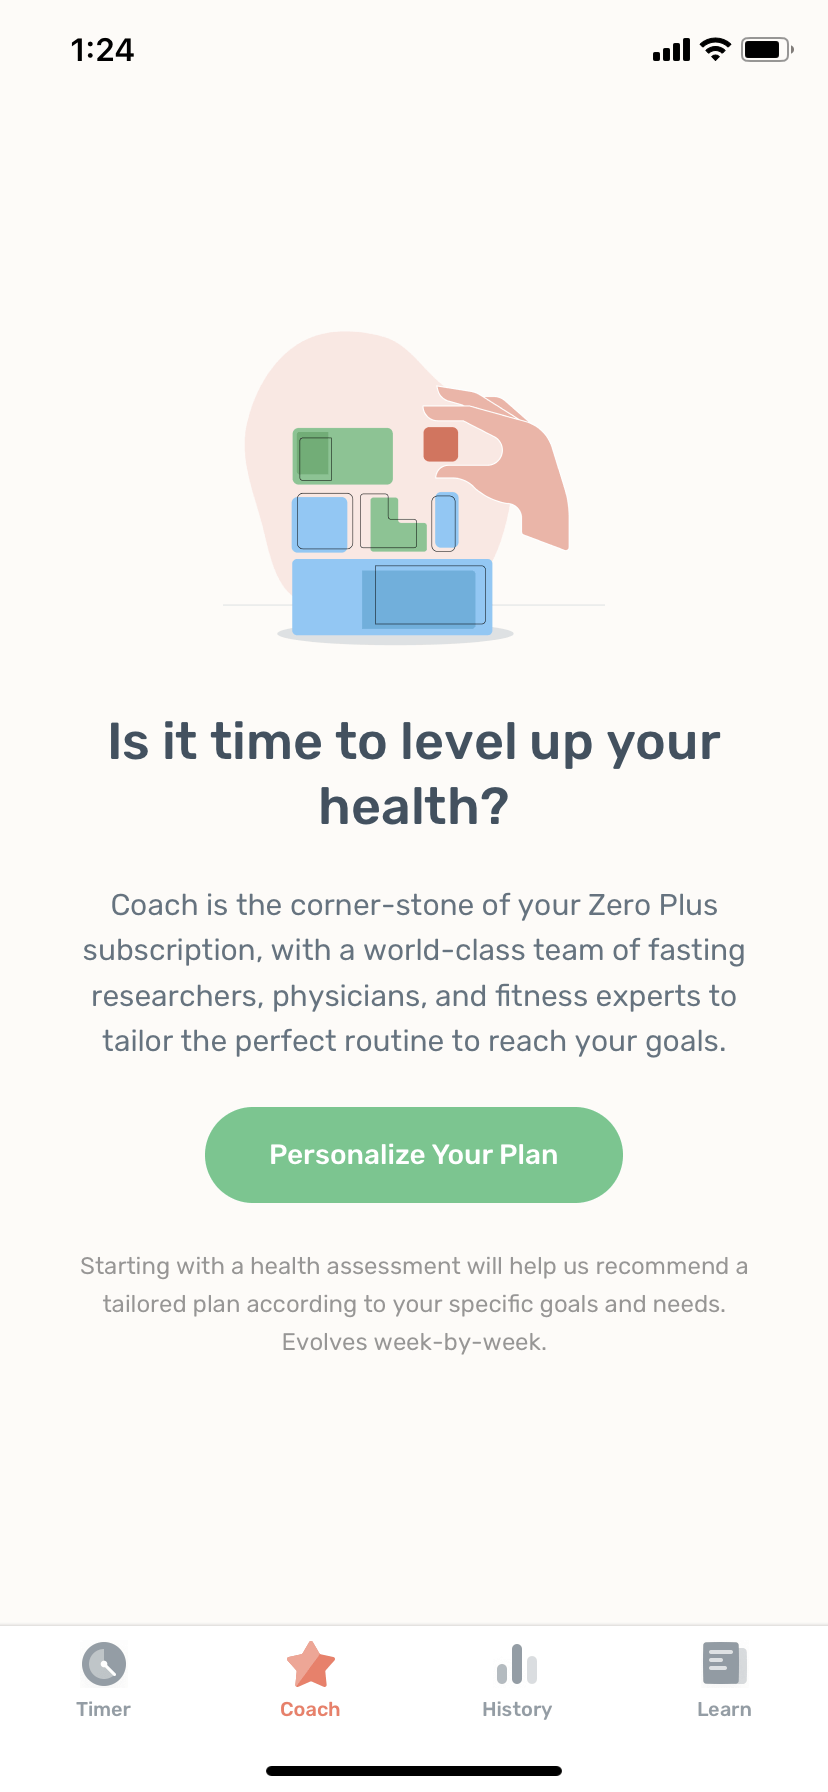 1:24
Is it time to level up your
health?
Coach is the corner-stone of your Zero Plus
subscription, with a world-class team of fasting
researchers, physicians, and fitness experts to
tailor the perfect routine to reach your goals.
Personalize Your Plan
Starting with a health assessment will help us recommend a
tailored plan according to your specific goals and needs.
Evolves week-by-week.
Timer
Coach
History
Learn